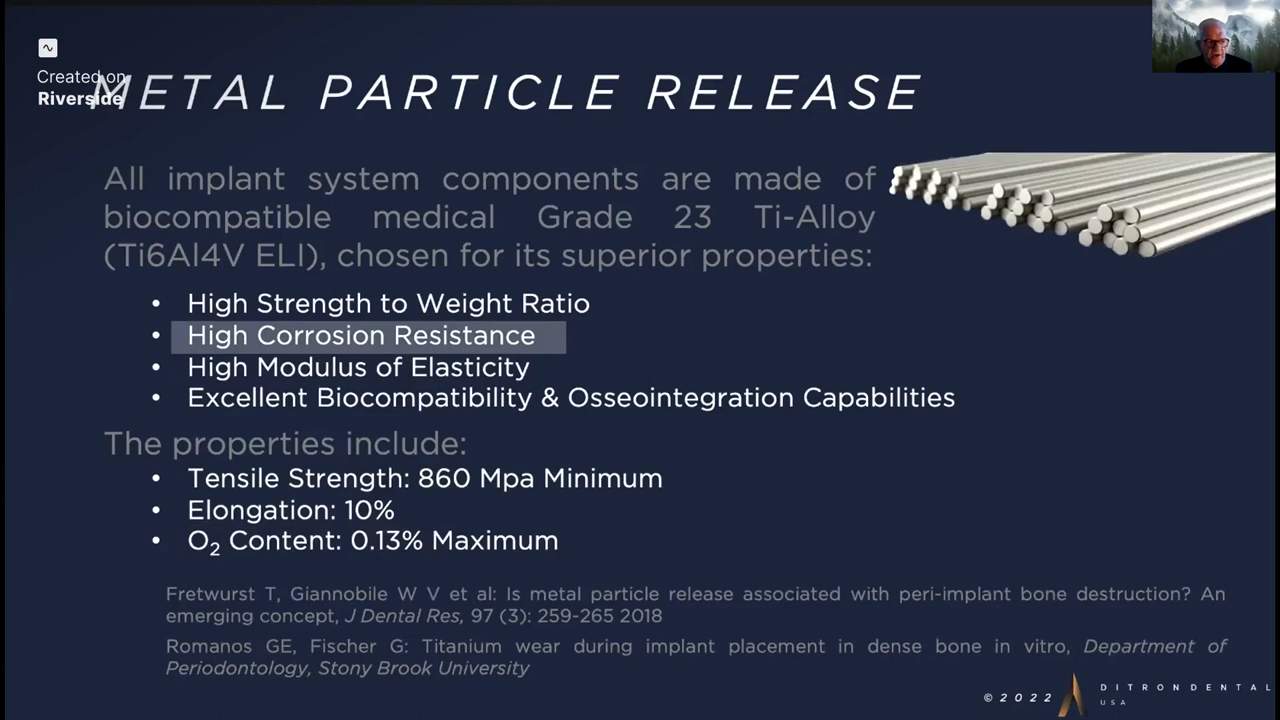 Created on
Riverside
METAL PARTICLE RELEASE
All implant system components are made of
biocompatible medical Grade 23 Ti-Alloy
(Ti6Al4V ELI), chosen for its superior properties:
• High Strength to Weight Ratio
• High Corrosion Resistance
• High Modulus of Elasticity
• Excellent Biocompatibility & Osseointegration Capabilities
The properties include:
• Tensile Strength: 860 Mpa Minimum
• Elongation: 10%
• O₂ Content: 0.13% Maximum
Fretwurst T, Giannobile W V et al: Is metal particle release associated with peri-implant bone destruction? An
emerging concept, J Dental Res, 97 (3): 259-265 2018
Romanos GE, Fischer G: Titanium wear during implant placement in dense bone in vitro, Department of
Periodontology, Stony Brook University
©2022
DITRONDENTAL
USA